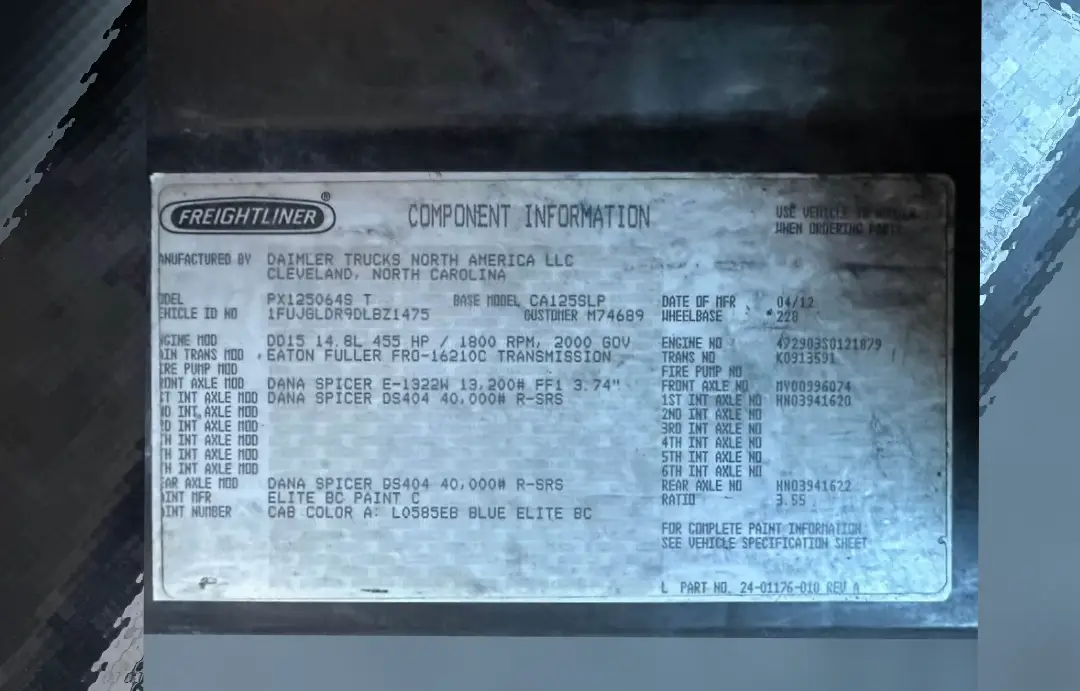 FREIGHTLINER®
COMPONENT INFORMATION
USE VEHICLE ID
WHEN ORDERING PARTS
ANUFACTURED BY DAIMLER TRUCKS NORTH AMERICA LLC
CLEVELAND, NORTH CAROLINA
ODEL PX125064S T BASE MODEL CA125SLP DATE OF MFR 04/12
EHICLE ID NO 1FUJGLDR9DLBZ1475 CUSTOMER M74689 WHEELBASE 228
NGINE MOD DD15 14.8L 455 HP / 1800 RPM, 2000 GOV ENGINE NO 472903S0121879
AIN TRANS MOD EATON FULLER FRO-16210C TRANSMISSION TRANS NO K0913591
IRE PUMP MOD FIRE PUMP NO
RONT AXLE MOD DANA SPICER E-1322W 13,200# FF1 3.74" FRONT AXLE NO MY00996074
ST INT AXLE MOD DANA SPICER DS404 40,000# R-SRS 1ST INT AXLE NO HN03941620
ND INT AXLE MOD 2ND INT AXLE NO
RD INT AXLE MOD 3RD INT AXLE NO
TH INT AXLE MOD 4TH INT AXLE NO
TH INT AXLE MOD 5TH INT AXLE NO
TH INT AXLE MOD 6TH INT AXLE NO
EAR AXLE MOD DANA SPICER DS404 40,000# R-SRS REAR AXLE NO HN03941622
AINT MFR ELITE BC PAINT C RATIO 3.55
AINT NUMBER CAB COLOR A: L0585EB BLUE ELITE BC
FOR COMPLETE PAINT INFORMATION
SEE VEHICLE SPECIFICATION SHEET
L PART NO. 24-01176-010 REV A